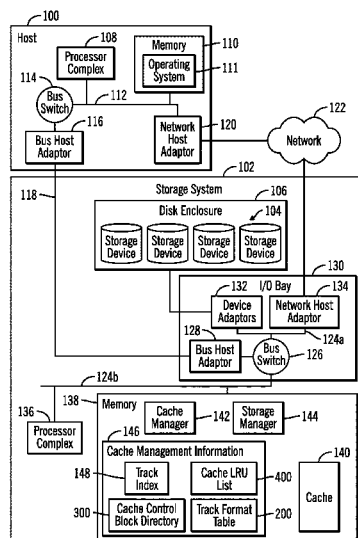 100
Host
108
Processor
Complex
Memory
110
Operating
System
111
114
112
Bus
Switch
116
Bus Host
Adaptor
Network
Host
Adaptor
120
122
Network
118
102
Storage System
106
Disk Enclosure
104
Storage
Device
Storage
Device
Storage
Device
Storage
Device
130
132
I/O Bay
134
Device
Adaptors
Network Host
Adaptor
128
124a
Bus Host
Adaptor
Bus
Switch
126
124b
136
Processor
Complex
138
Memory
Cache
Manager
142
Storage
Manager
144
146
Cache Management Information
148
Track
Index
Cache LRU
List
400
140
Cache
300
Cache Control
Block Directory
Track Format
Table
200